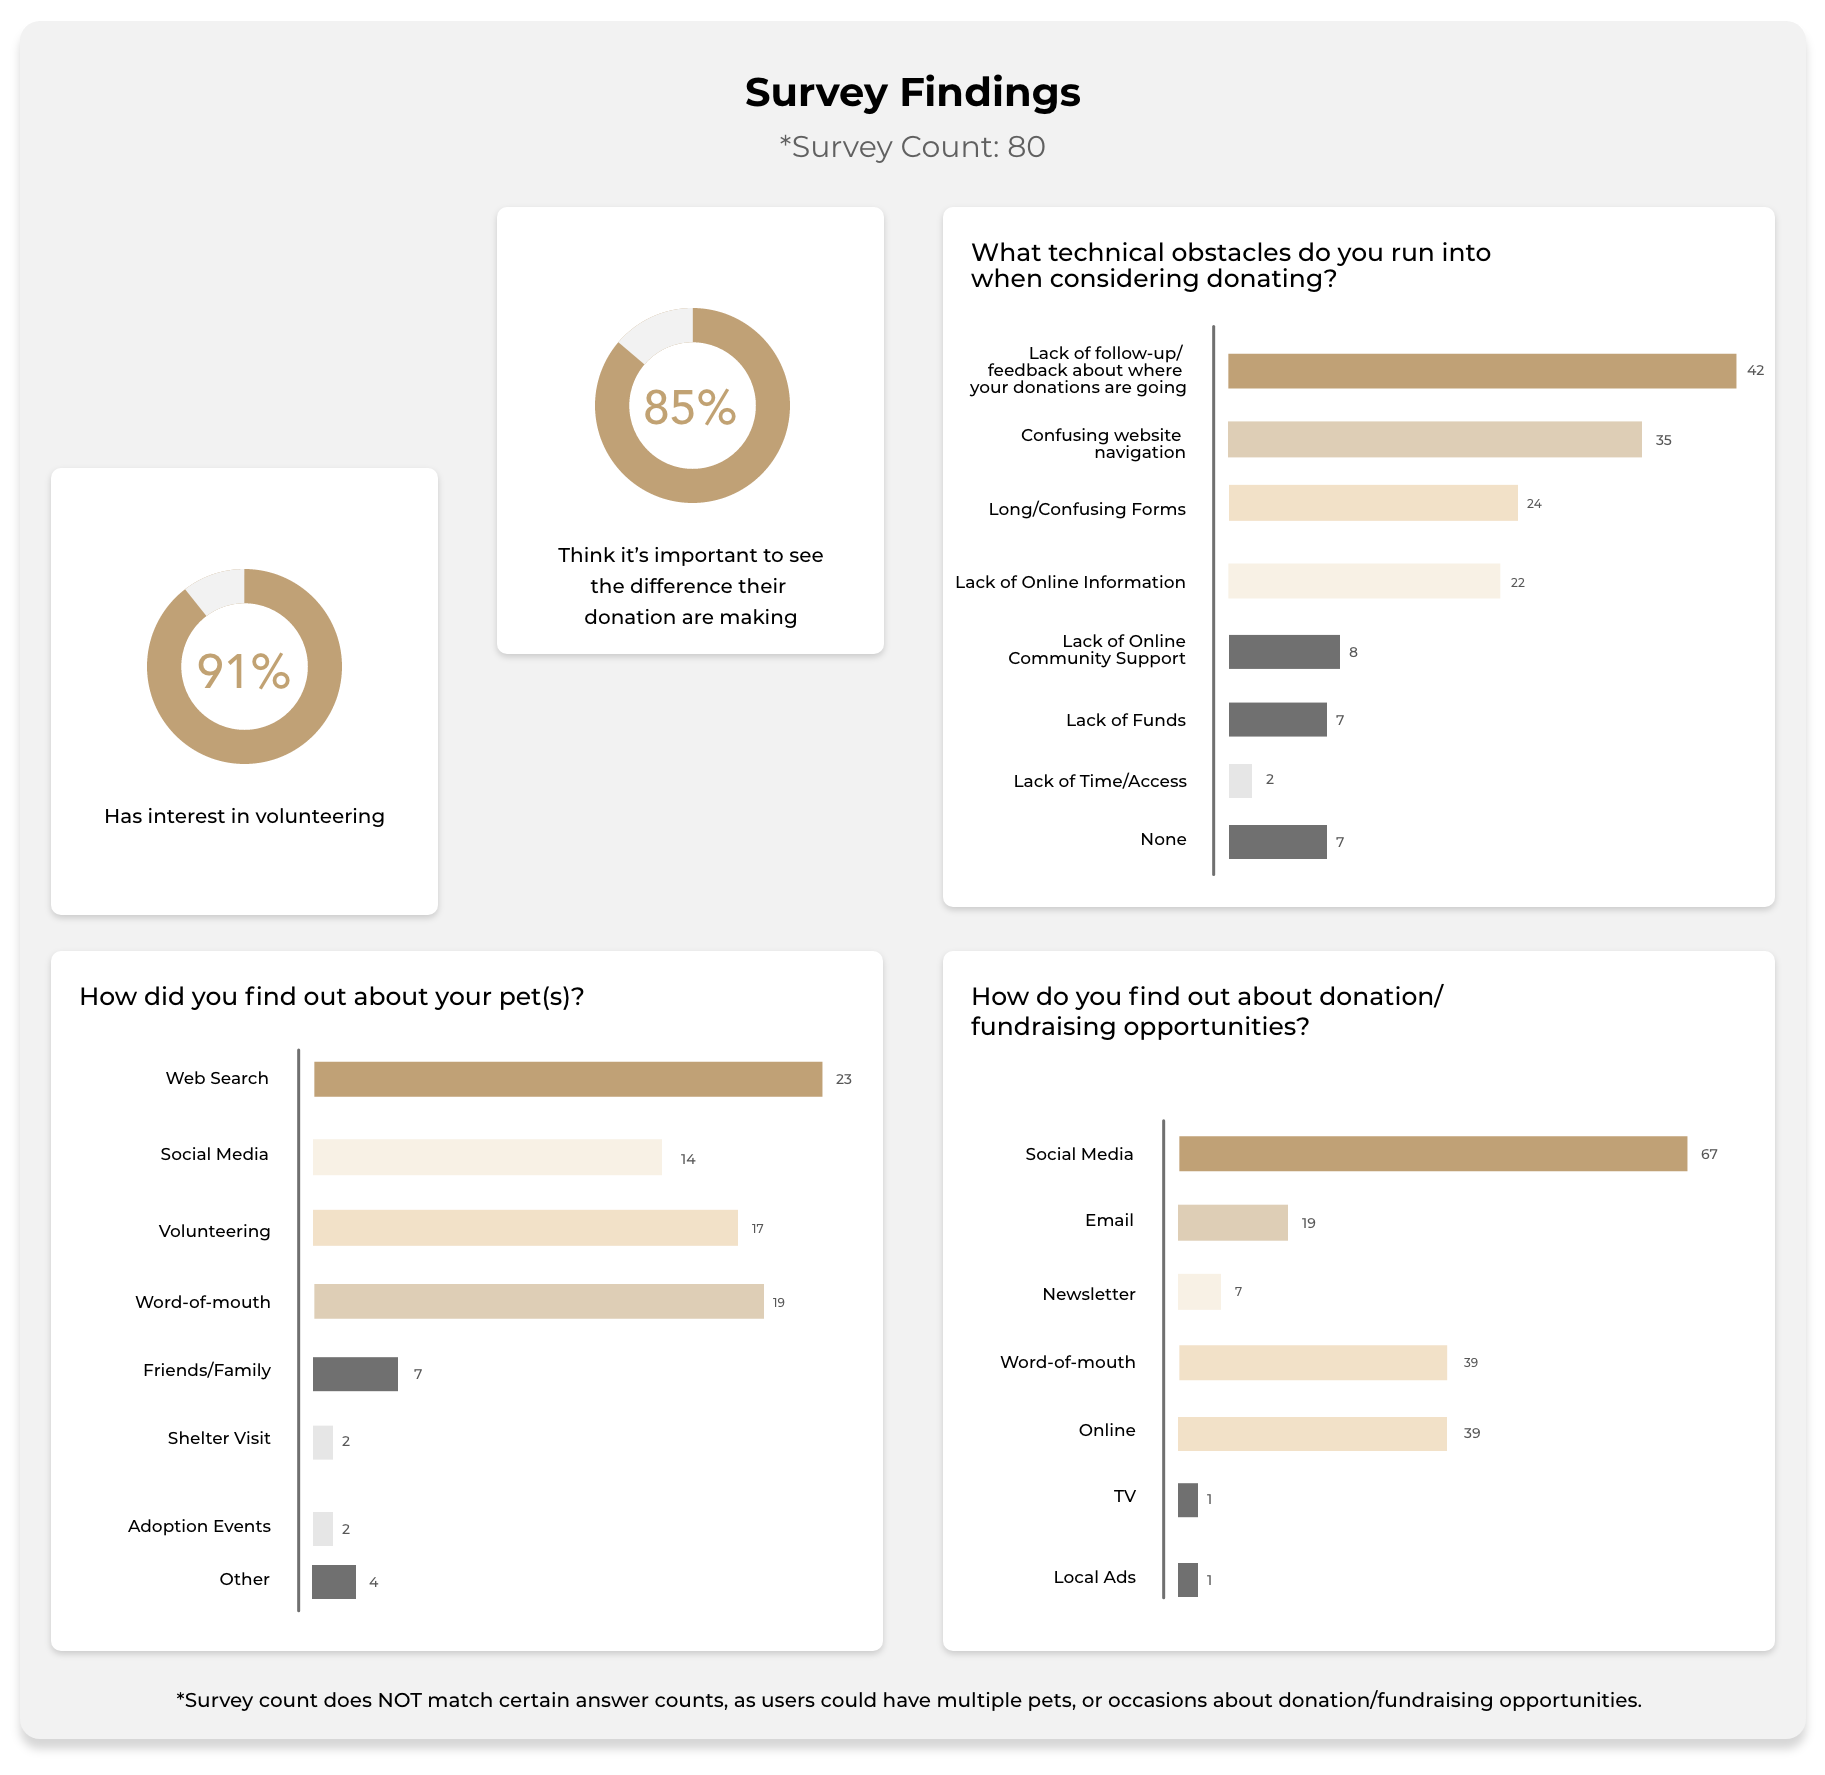 Survey Findings
*Survey Count: 80
91%
Has interest in volunteering
85%
Think it’s important to see
the difference their
donation are making
What technical obstacles do you run into
when considering donating?
Lack of follow-up/
feedback about where
your donations are going
42
Confusing website
navigation
35
Long/Confusing Forms
24
Lack of Online Information
22
Lack of Online
Community Support
8
Lack of Funds
7
Lack of Time/Access
2
None
7
How did you find out about your pet(s)?
Web Search
23
Social Media
14
Volunteering
17
Word-of-mouth
19
Friends/Family
7
Shelter Visit
2
Adoption Events
2
Other
4
How do you find out about donation/
fundraising opportunities?
Social Media
67
Email
19
Newsletter
7
Word-of-mouth
39
Online
39
TV
1
Local Ads
1
*Survey count does NOT match certain answer counts, as users could have multiple pets, or occasions about donation/fundraising opportunities.